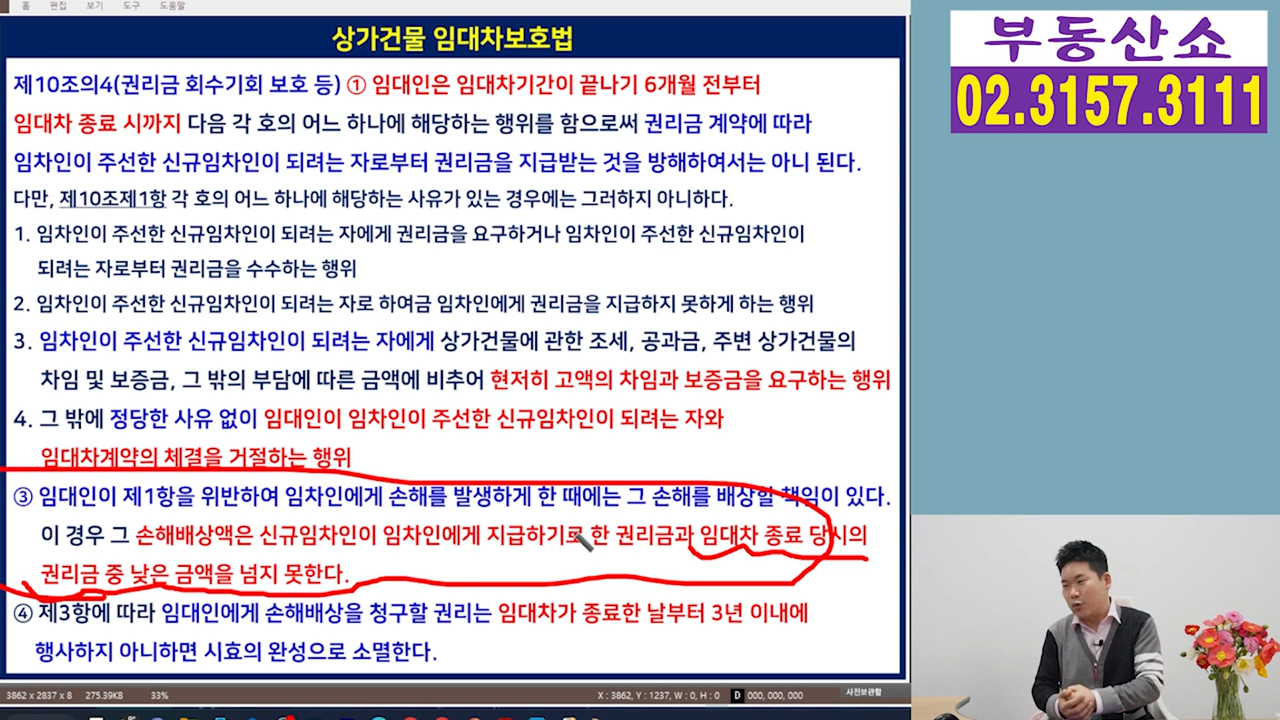 홈 편집 보기 도구 도움말
상가건물 임대차보호법
제10조의4(권리금 회수기회 보호 등) ① 임대인은 임대차기간이 끝나기 6개월 전부터
임대차 종료 시까지 다음 각 호의 어느 하나에 해당하는 행위를 함으로써 권리금 계약에 따라
임차인이 주선한 신규임차인이 되려는 자로부터 권리금을 지급받는 것을 방해하여서는 아니 된다.
다만, 제10조제1항 각 호의 어느 하나에 해당하는 사유가 있는 경우에는 그러하지 아니하다.
1. 임차인이 주선한 신규임차인이 되려는 자에게 권리금을 요구하거나 임차인이 주선한 신규임차인이
되려는 자로부터 권리금을 수수하는 행위
2. 임차인이 주선한 신규임차인이 되려는 자로 하여금 임차인에게 권리금을 지급하지 못하게 하는 행위
3. 임차인이 주선한 신규임차인이 되려는 자에게 상가건물에 관한 조세, 공과금, 주변 상가건물의
차임 및 보증금, 그 밖의 부담에 따른 금액에 비추어 현저히 고액의 차임과 보증금을 요구하는 행위
4. 그 밖에 정당한 사유 없이 임대인이 임차인이 주선한 신규임차인이 되려는 자와
임대차계약의 체결을 거절하는 행위
③ 임대인이 제1항을 위반하여 임차인에게 손해를 발생하게 한 때에는 그 손해를 배상할 책임이 있다.
이 경우 그 손해배상액은 신규임차인이 임차인에게 지급하기로 한 권리금과 임대차 종료 당시의
권리금 중 낮은 금액을 넘지 못한다.
④ 제3항에 따라 임대인에게 손해배상을 청구할 권리는 임대차가 종료한 날부터 3년 이내에
행사하지 아니하면 시효의 완성으로 소멸한다.
3862 x 2837 x 8 275.39KB 33% X : 3862, Y : 1237, W : 0, H : 0 D 000, 000, 000 사진보관함
부동산쇼
02.3157.3111